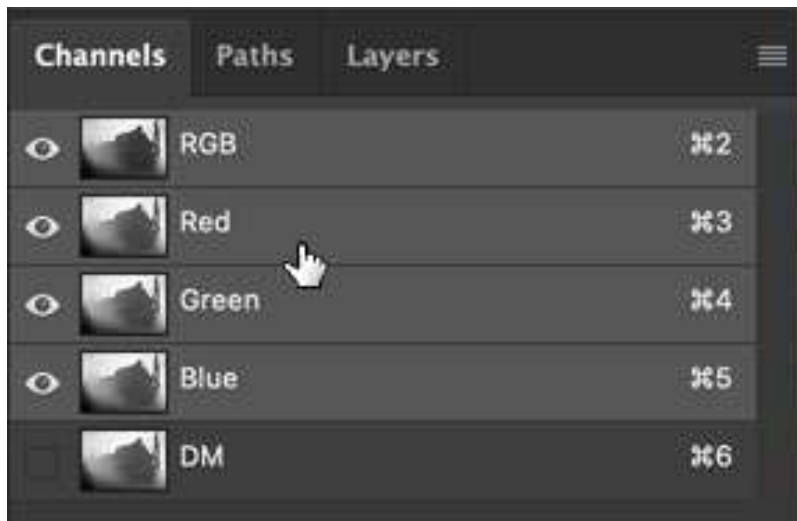 Channels Paths Layers
RGB ⌘2
Red ⌘3
Green ⌘4
Blue ⌘5
DM ⌘6